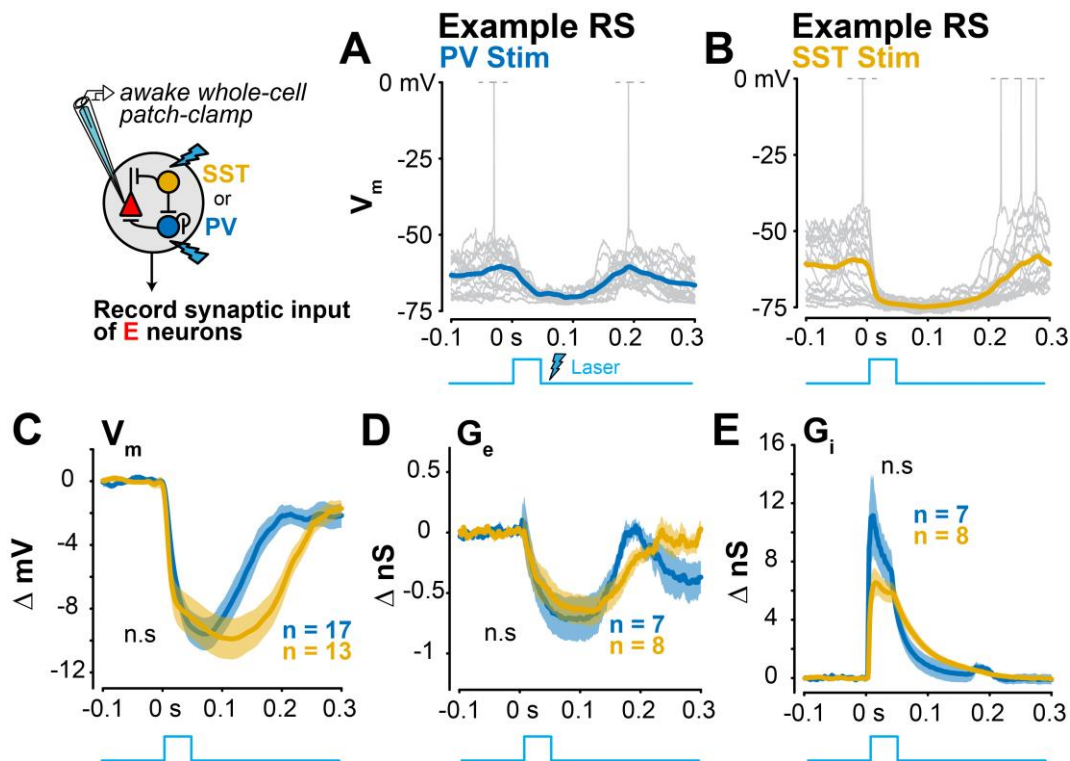 awake whole-cell
patch-clamp
SST
or
PV
Record synaptic input
of E neurons
A
Example RS
PV Stim
0 mV
-25
-50
-75
Vm
-0.1 0 s 0.1 0.2 0.3
Laser
B
Example RS
SST Stim
0 mV
-25
-50
-75
-0.1 0 s 0.1 0.2 0.3
C
Vm
0
-4
-8
-12
Δ mV
n.s
n = 17
n = 13
-0.1 0 s 0.1 0.2 0.3
D
Ge
0.5
0
-0.5
-1
Δ nS
n.s
n = 7
n = 8
-0.1 0 s 0.1 0.2 0.3
E
Gi
16
12
8
4
0
Δ nS
n.s
n = 7
n = 8
-0.1 0 s 0.1 0.2 0.3